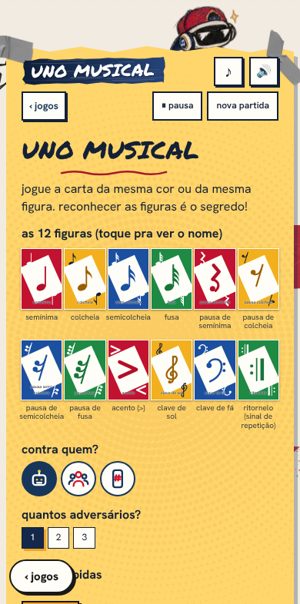 UNO MUSICAL
‹ jogos
⏸ pausa
nova partida
UNO MUSICAL
jogue a carta da mesma cor ou da mesma
figura. reconhecer as figuras é o segredo!
as 12 figuras (toque pra ver o nome)
semínima
colcheia
semicolcheia
fusa
pausa de
semínima
pausa de
colcheia
pausa de
semicolcheia
pausa de
fusa
acento (>)
clave de
sol
clave de fá
ritornelo
(sinal de
repetição)
contra quem?
quantos adversários?
1
2
3
‹ jogos